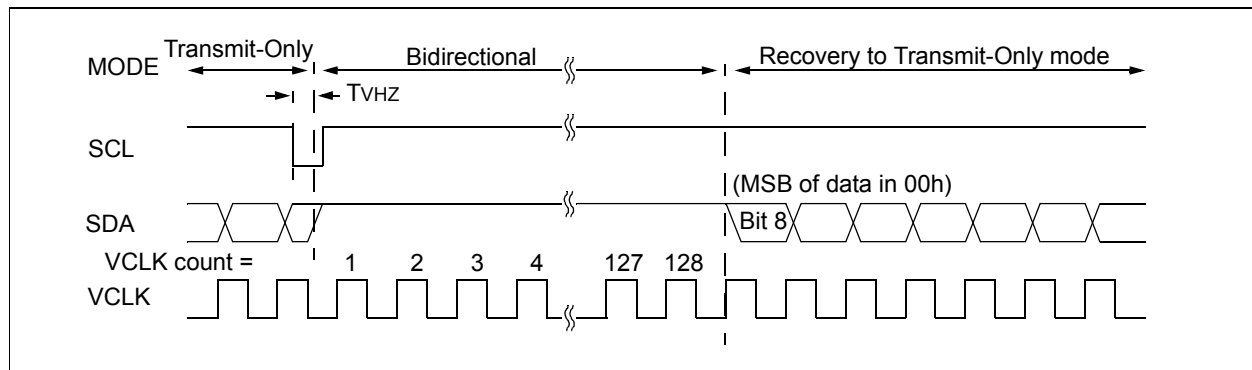 Transmit-Only
MODE
Bidirectional
Recovery to Transmit-Only mode
TVHZ
SCL
(MSB of data in 00h)
SDA
Bit 8
VCLK count = 1 2 3 4 127 128
VCLK